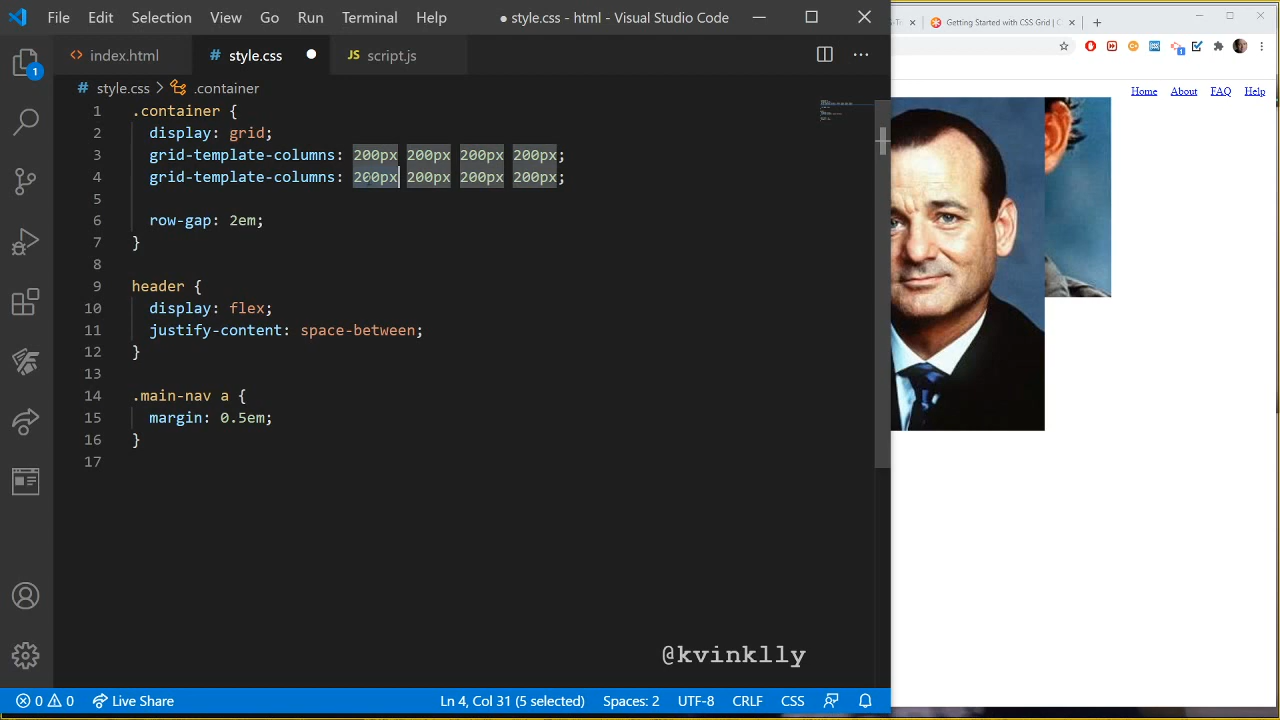 File Edit Selection View Go Run Terminal Help ● style.css - html - Visual Studio Code
Getting Started with CSS Grid | C
index.html style.css ● JS script.js
1
# style.css > .container
Home About FAQ Help
1 .container {
2 display: grid;
3 grid-template-columns: 200px 200px 200px 200px;
4 grid-template-columns: 200px 200px 200px 200px;
5
6 row-gap: 2em;
7 }
8
9 header {
10 display: flex;
11 justify-content: space-between;
12 }
13
14 .main-nav a {
15 margin: 0.5em;
16 }
17
@kvinklly
0 0 Live Share Ln 4, Col 31 (5 selected) Spaces: 2 UTF-8 CRLF CSS